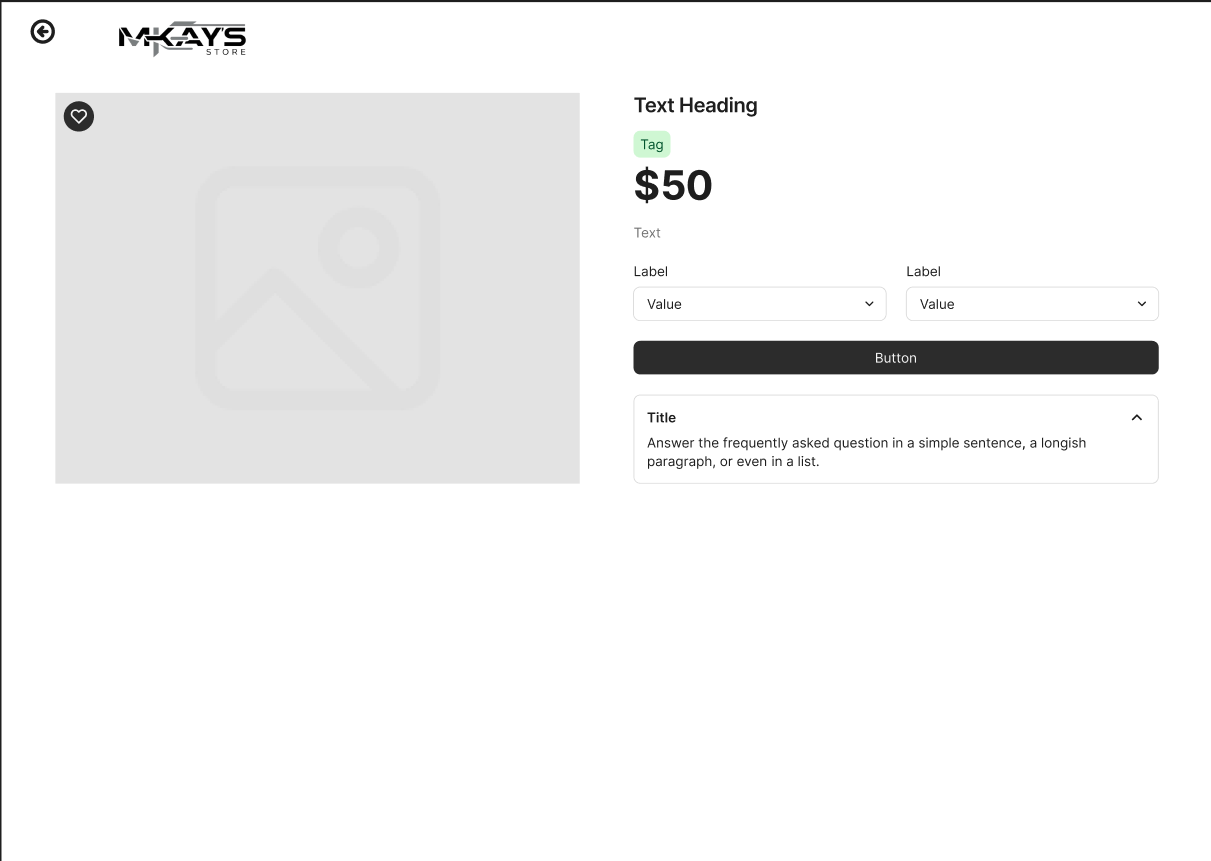 MKAY'S
STORE
Text Heading
Tag
$50
Text
Label
Label
Value
Value
Button
Title
Answer the frequently asked question in a simple sentence, a longish
paragraph, or even in a list.